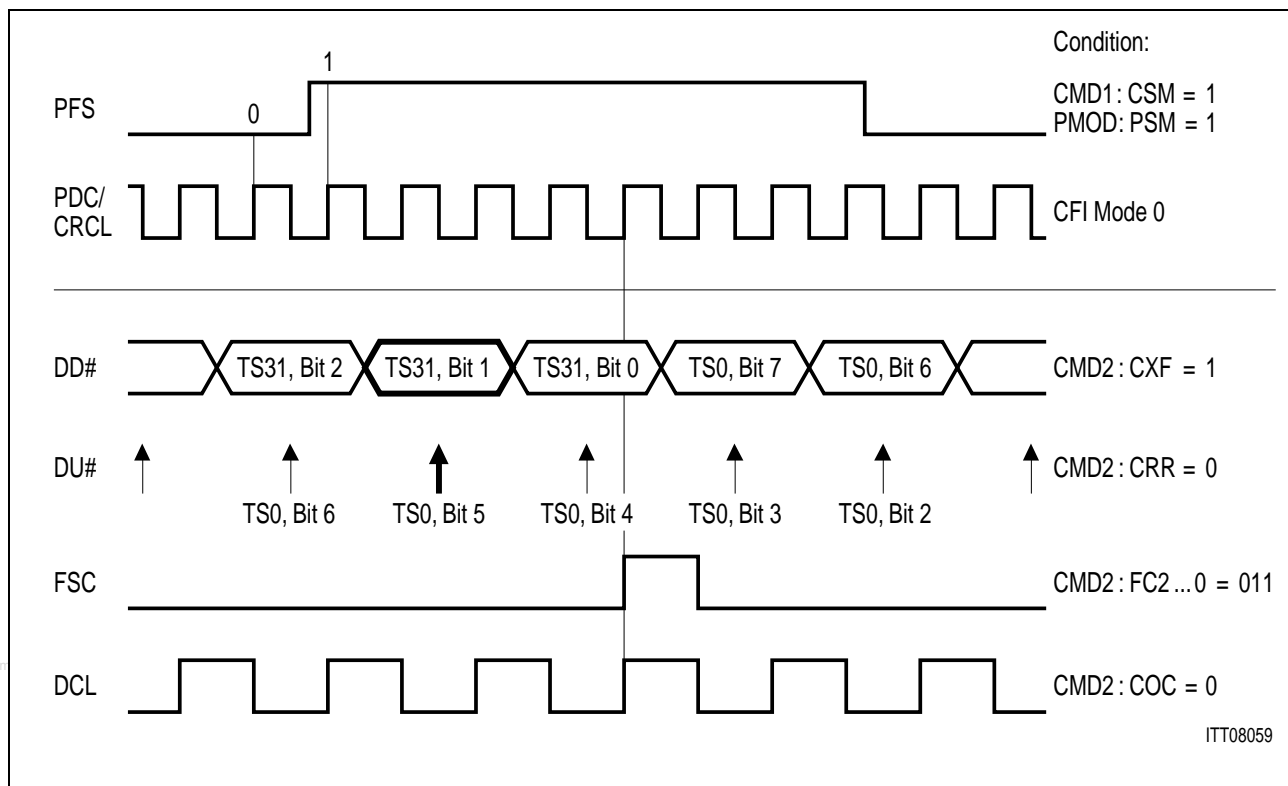 Condition:
1
CMD1 : CSM = 1
PFS
0
PMOD: PSM = 1
PDC/
CRCL
CFI Mode 0
DD#
TS31, Bit 2
TS31, Bit 1
TS31, Bit 0
TS0, Bit 7
TS0, Bit 6
CMD2 : CXF = 1
DU#
CMD2 : CRR = 0
TS0, Bit 6
TS0, Bit 5
TS0, Bit 4
TS0, Bit 3
TS0, Bit 2
FSC
CMD2 : FC2 ... 0 = 011
DCL
CMD2 : COC = 0
ITT08059